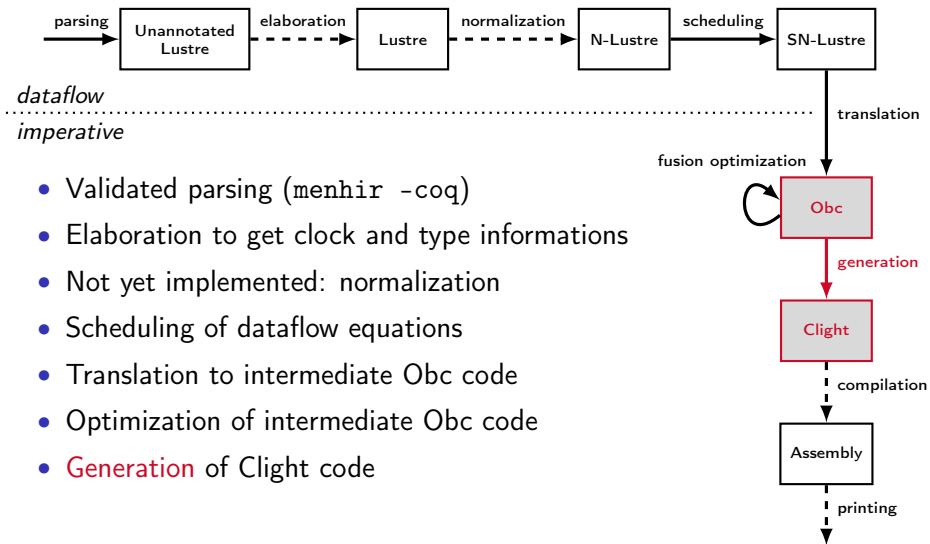 parsing
Unannotated
Lustre
elaboration
Lustre
normalization
N-Lustre
scheduling
SN-Lustre
dataflow
imperative
translation
fusion optimization
Obc
generation
Clight
compilation
Assembly
printing
• Validated parsing (menhir -coq)
• Elaboration to get clock and type informations
• Not yet implemented: normalization
• Scheduling of dataflow equations
• Translation to intermediate Obc code
• Optimization of intermediate Obc code
• Generation of Clight code